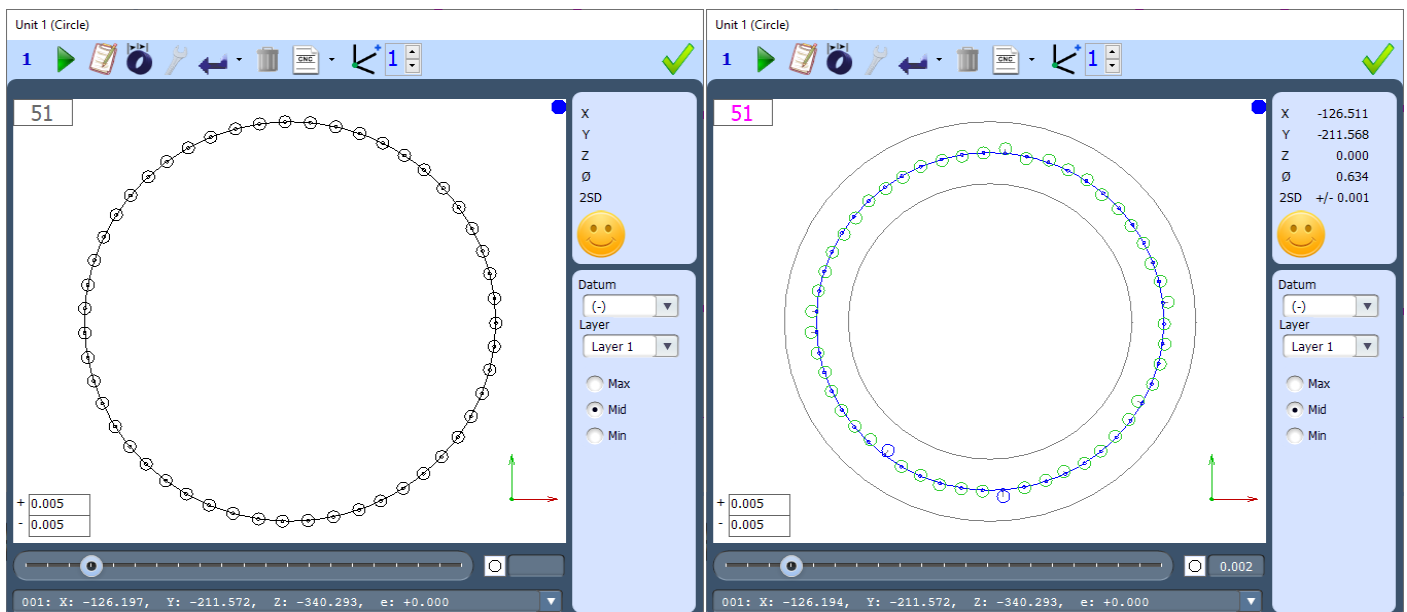 Unit 1 (Circle)
1 CNC 1
51
X
Y
Z
Ø
2SD
Datum
(-)
Layer
Layer 1
Max
Mid
Min
+ 0.005
- 0.005
001: X: -126.197, Y: -211.572, Z: -340.293, e: +0.000
Unit 1 (Circle)
1 CNC 1
51
X -126.511
Y -211.568
Z 0.000
Ø 0.634
2SD +/- 0.001
Datum
(-)
Layer
Layer 1
Max
Mid
Min
+ 0.005
- 0.005
0.002
001: X: -126.194, Y: -211.572, Z: -340.293, e: +0.000